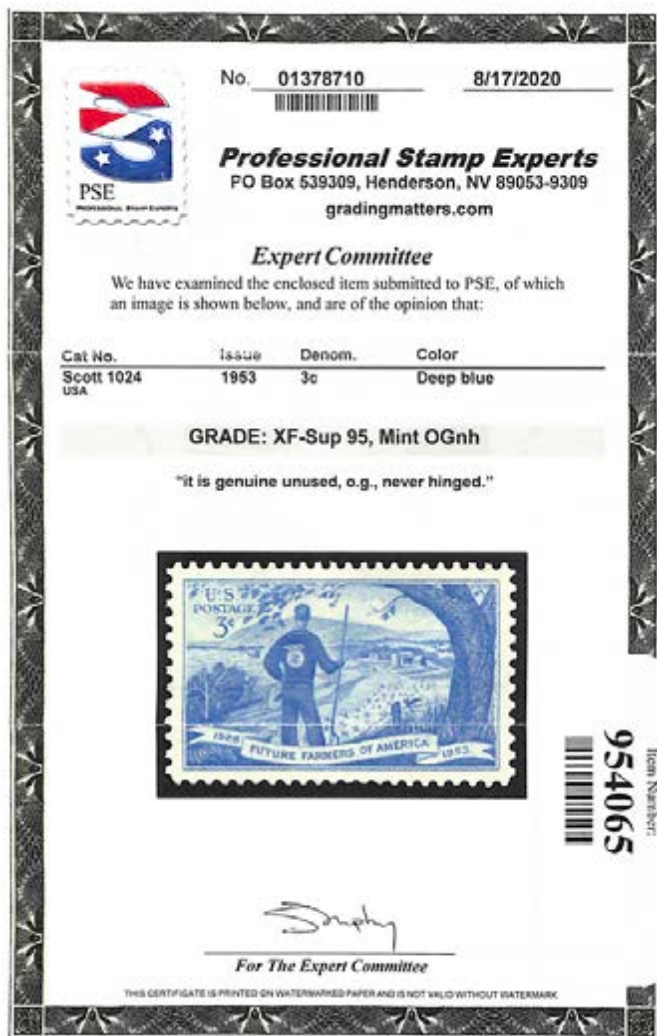 No. 01378710 8/17/2020
PSE
PROFESSIONAL STAMP EXPERTS
Professional Stamp Experts
PO Box 539309, Henderson, NV 89053-9309
gradingmatters.com
Expert Committee
We have examined the enclosed item submitted to PSE, of which
an image is shown below, and are of the opinion that:
Cat No. Issue Denom. Color
Scott 1024 1953 3c Deep blue
USA
GRADE: XF-Sup 95, Mint OGnh
"it is genuine unused, o.g., never hinged."
U.S.
POSTAGE
3¢
1928 FUTURE FARMERS OF AMERICA 1953
Item Number:
954065
For The Expert Committee
THIS CERTIFICATE IS PRINTED ON WATERMARKED PAPER AND IS NOT VALID WITHOUT WATERMARK